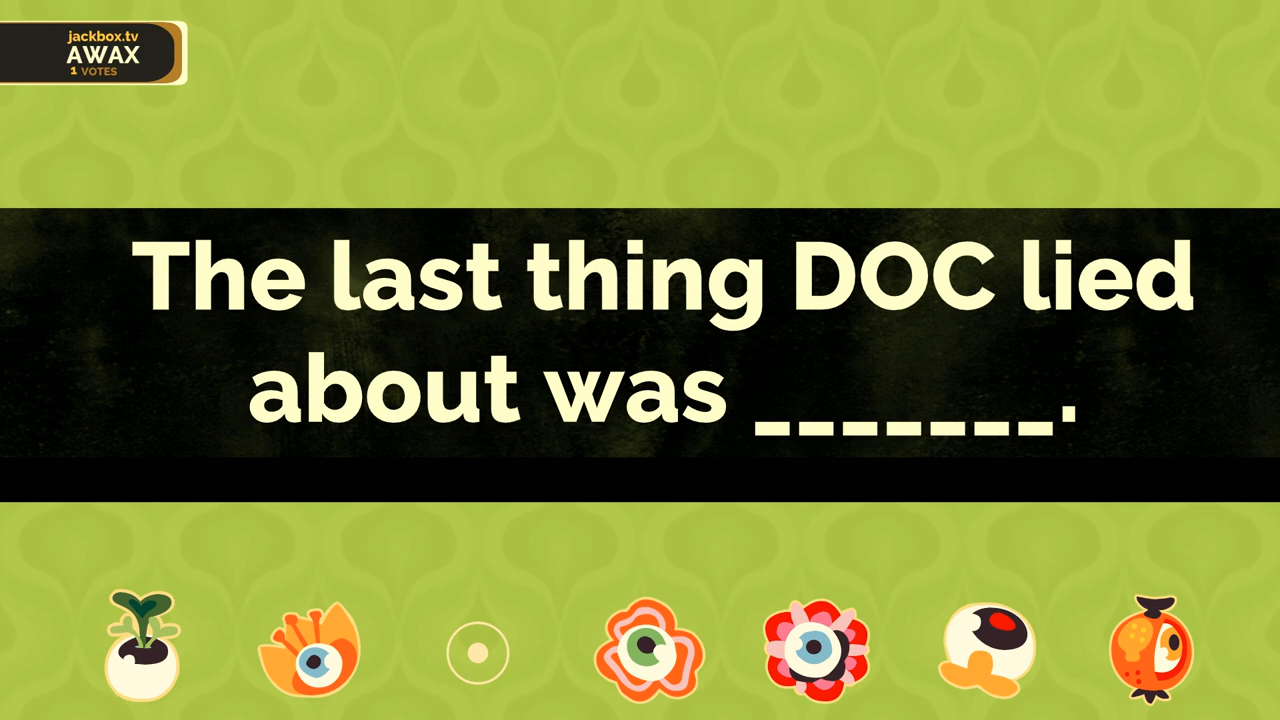 jackbox.tv
AWAX
1 VOTES
The last thing DOC lied
about was _______.